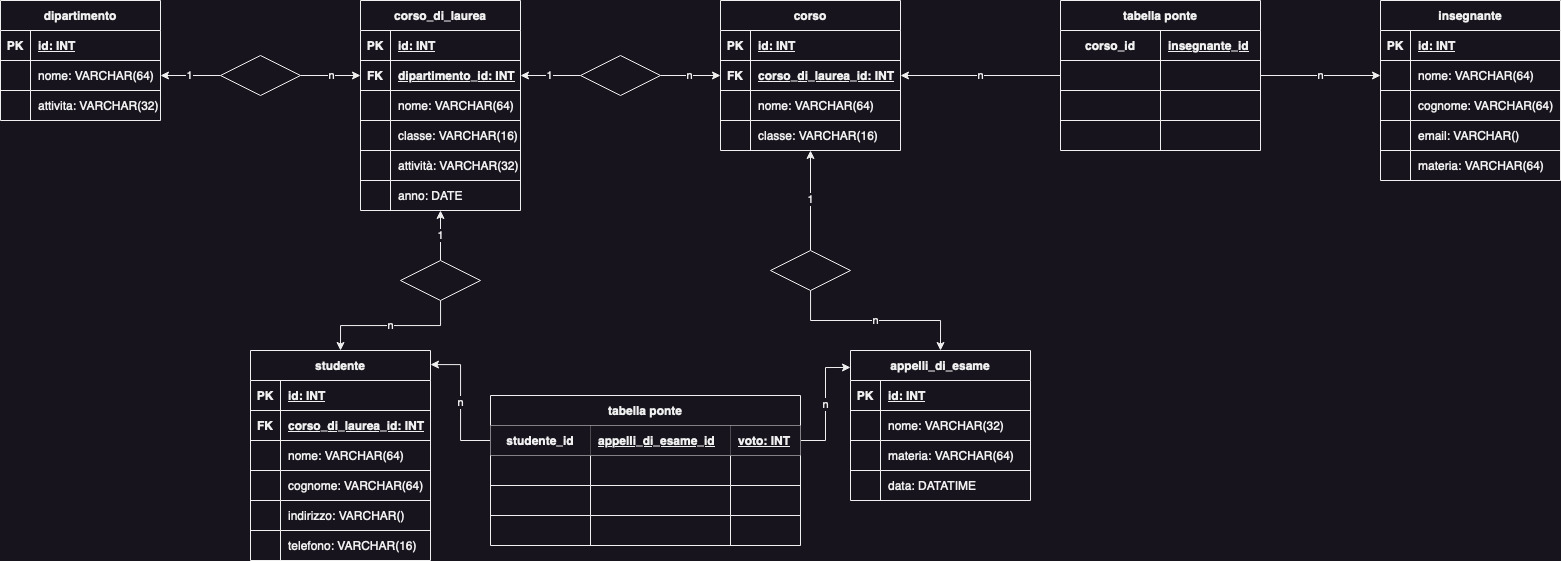 dipartimento
PK id: INT
nome: VARCHAR(64)
attivita: VARCHAR(32)
1
n
corso_di_laurea
PK id: INT
FK dipartimento_id: INT
nome: VARCHAR(64)
classe: VARCHAR(16)
attività: VARCHAR(32)
anno: DATE
1
n
corso
PK id: INT
FK corso_di_laurea_id: INT
nome: VARCHAR(64)
classe: VARCHAR(16)
n
tabella ponte
corso_id insegnante_id
n
insegnante
PK id: INT
nome: VARCHAR(64)
cognome: VARCHAR(64)
email: VARCHAR()
materia: VARCHAR(64)
1
n
1
n
studente
PK id: INT
FK corso_di_laurea_id: INT
nome: VARCHAR(64)
cognome: VARCHAR(64)
indirizzo: VARCHAR()
telefono: VARCHAR(16)
n
tabella ponte
studente_id appelli_di_esame_id voto: INT
n
appelli_di_esame
PK id: INT
nome: VARCHAR(32)
materia: VARCHAR(64)
data: DATATIME